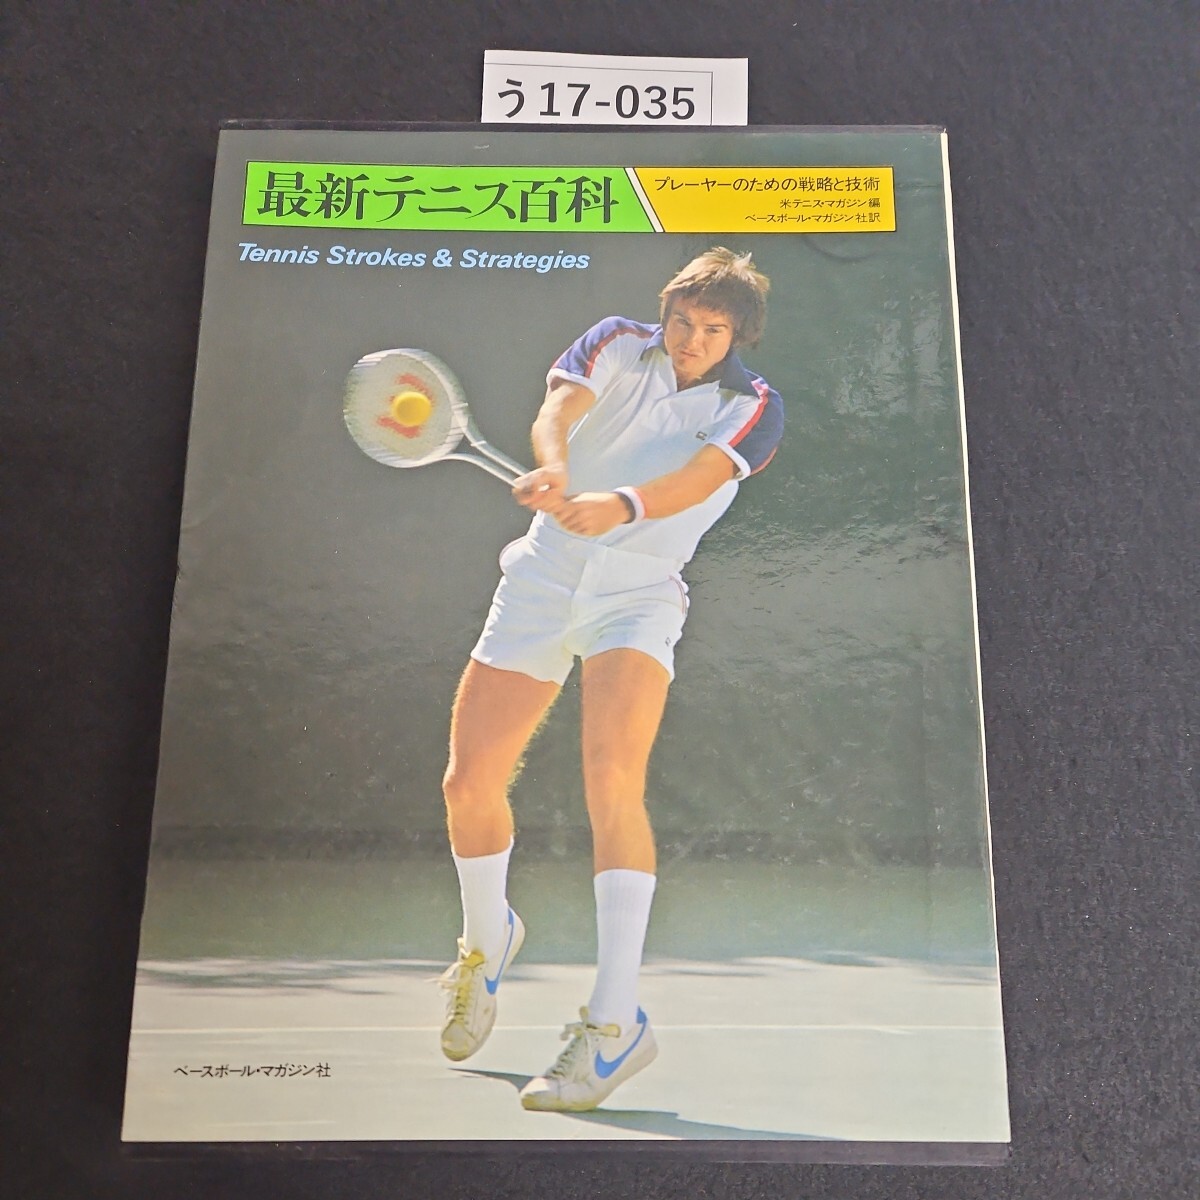 う17-035
最新テニス百科
プレーヤーのための戦略と技術
米テニス・マガジン編
ベースボール・マガジン社訳
Tennis Strokes & Strategies
ベースボール・マガジン社